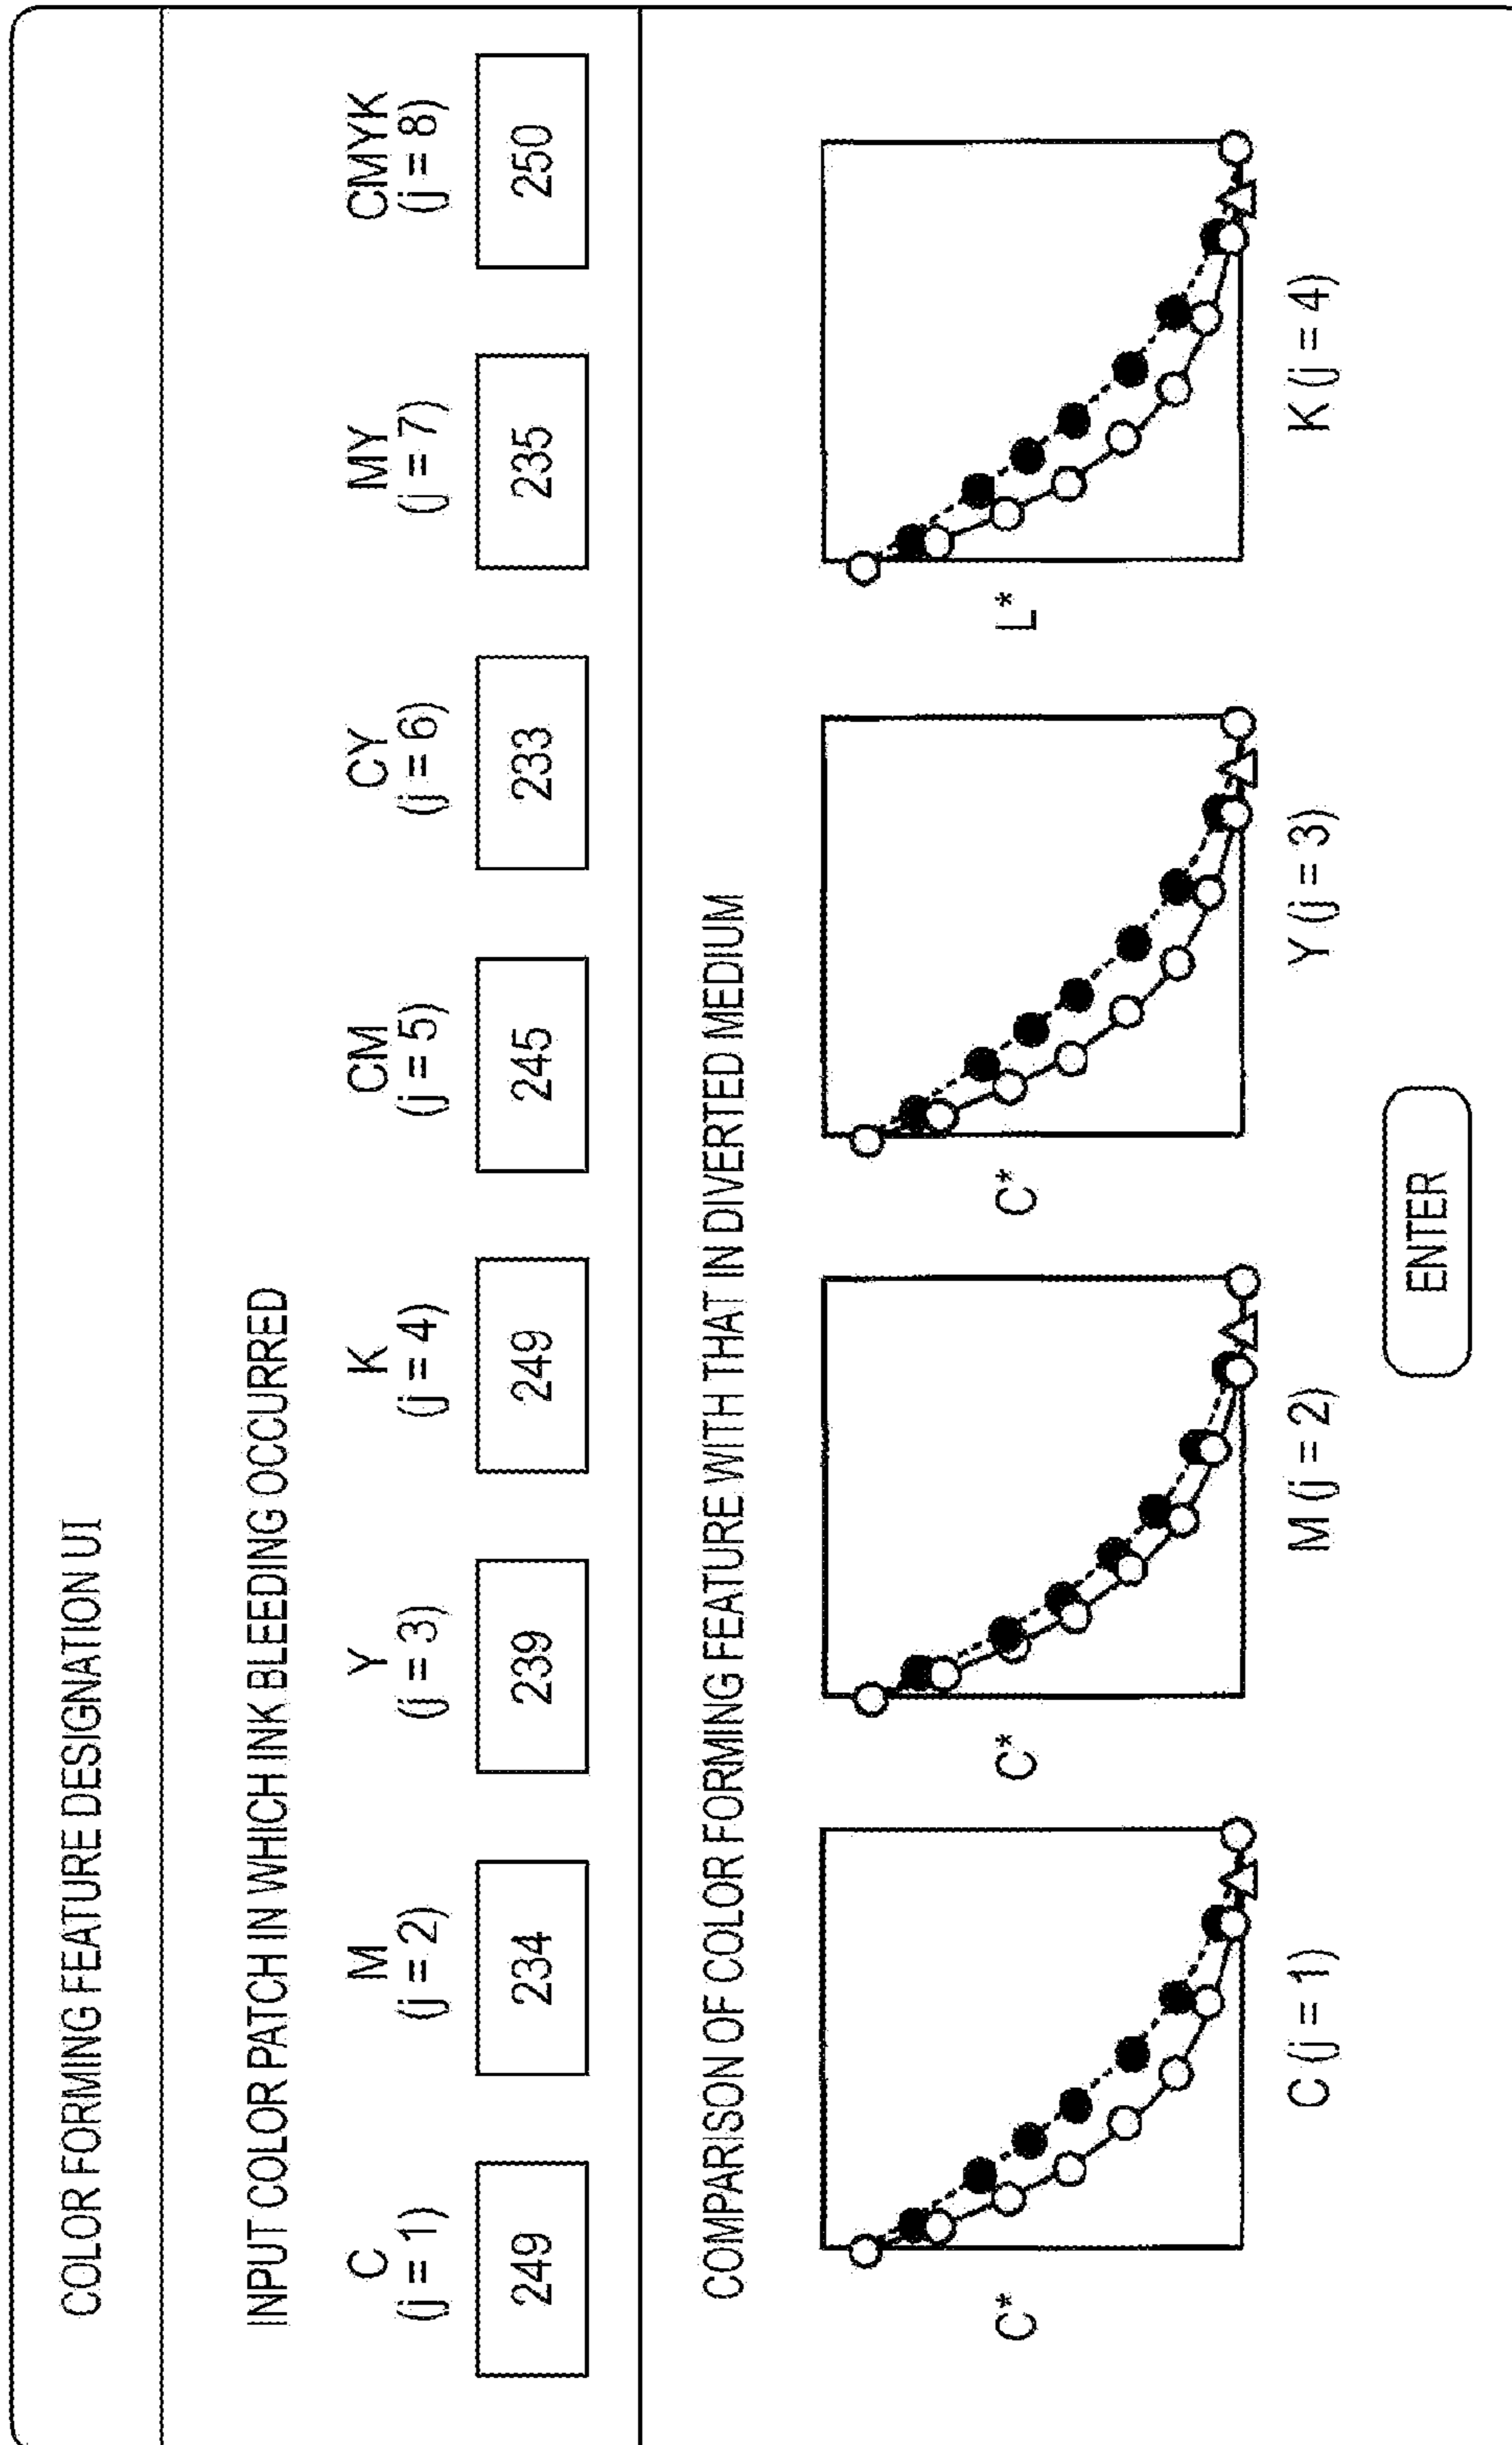 COLOR FORMING FEATURE DESIGNATION UI
INPUT COLOR PATCH IN WHICH INK BLEEDING OCCURRED
C M Y K CM CY MY CMYK
(j = 1) (j = 2) (j = 3) (j = 4) (j = 5) (j = 6) (j = 7) (j = 8)
249 234 239 249 245 233 235 250
COMPARISON OF COLOR FORMING FEATURE WITH THAT IN DIVERTED MEDIUM
C* C* C* L*
C (j = 1) M (j = 2) Y (j = 3) K (j = 4)
ENTER